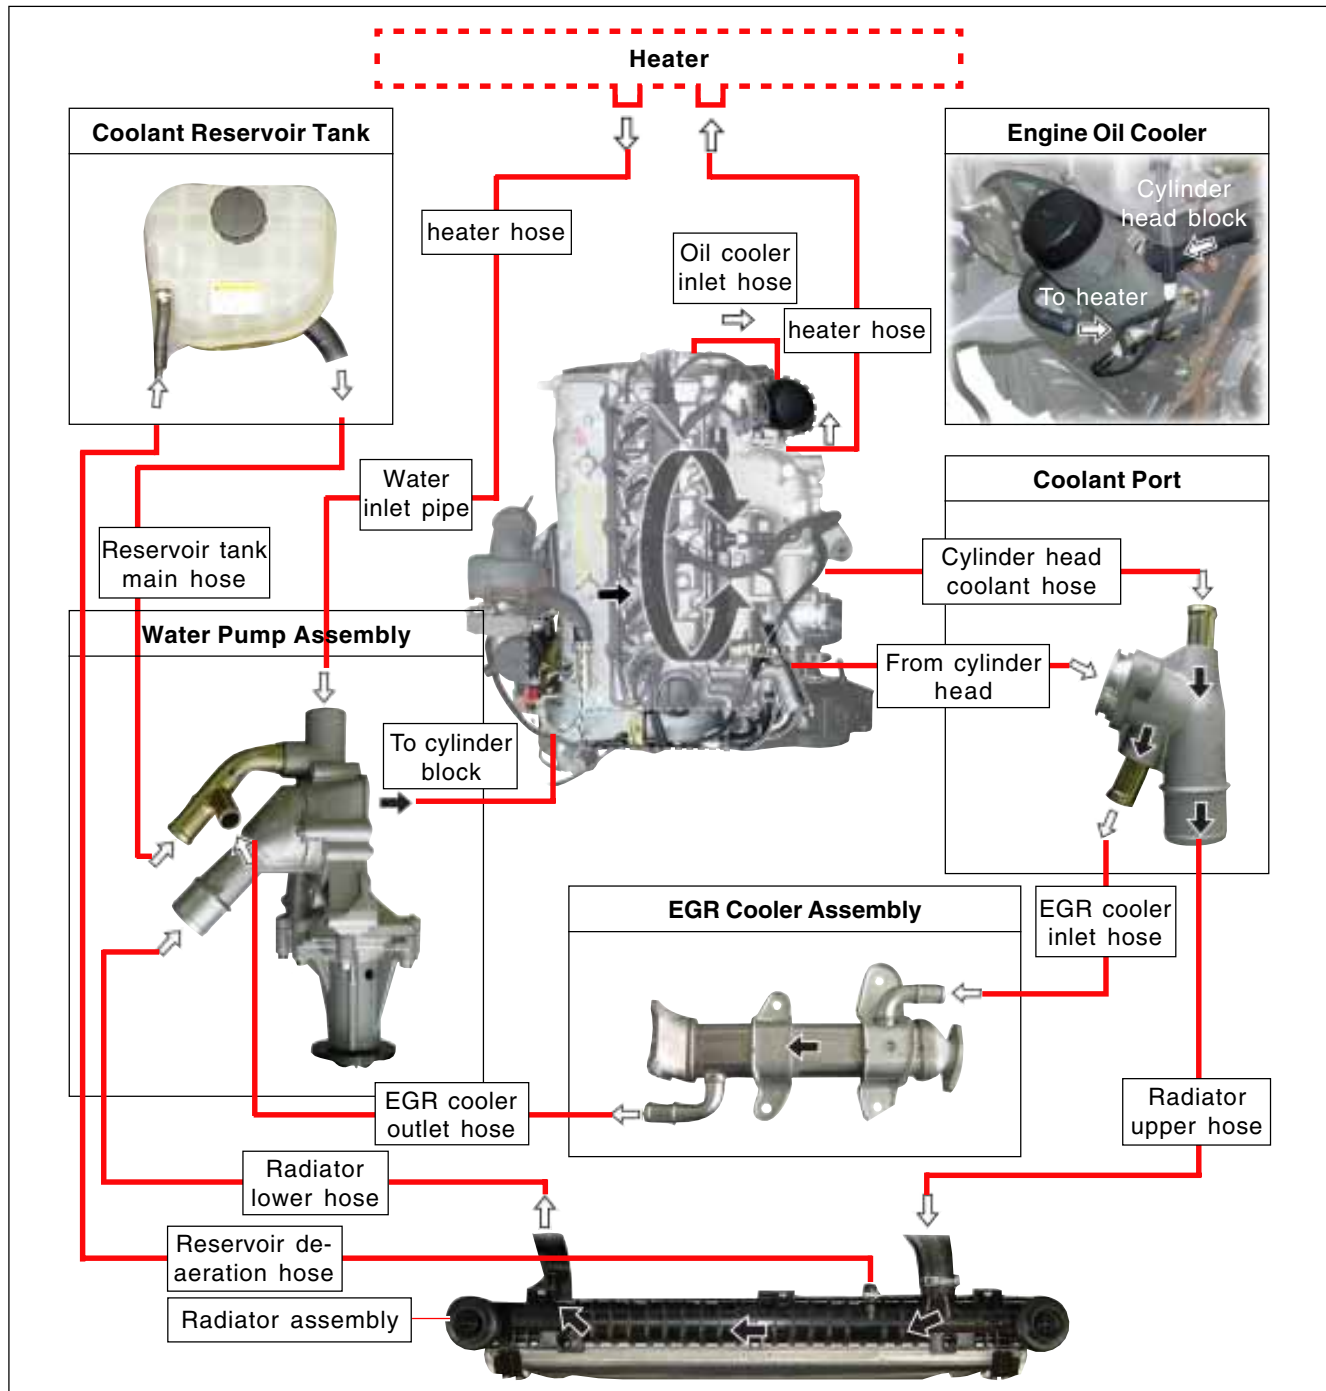 Heater
Coolant Reservoir Tank
Engine Oil Cooler
Cylinder
head block
To heater
heater hose
Oil cooler
inlet hose
heater hose
Water
inlet pipe
Coolant Port
Reservoir tank
main hose
Cylinder head
coolant hose
Water Pump Assembly
From cylinder
head
To cylinder
block
EGR Cooler Assembly
EGR cooler
inlet hose
EGR cooler
outlet hose
Radiator
upper hose
Radiator
lower hose
Reservoir de-
aeration hose
Radiator assembly